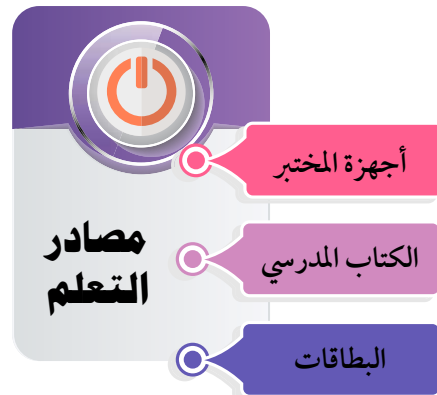 مصادر
التعلم
أجهزة المختبر
الكتاب المدرسي
البطاقات